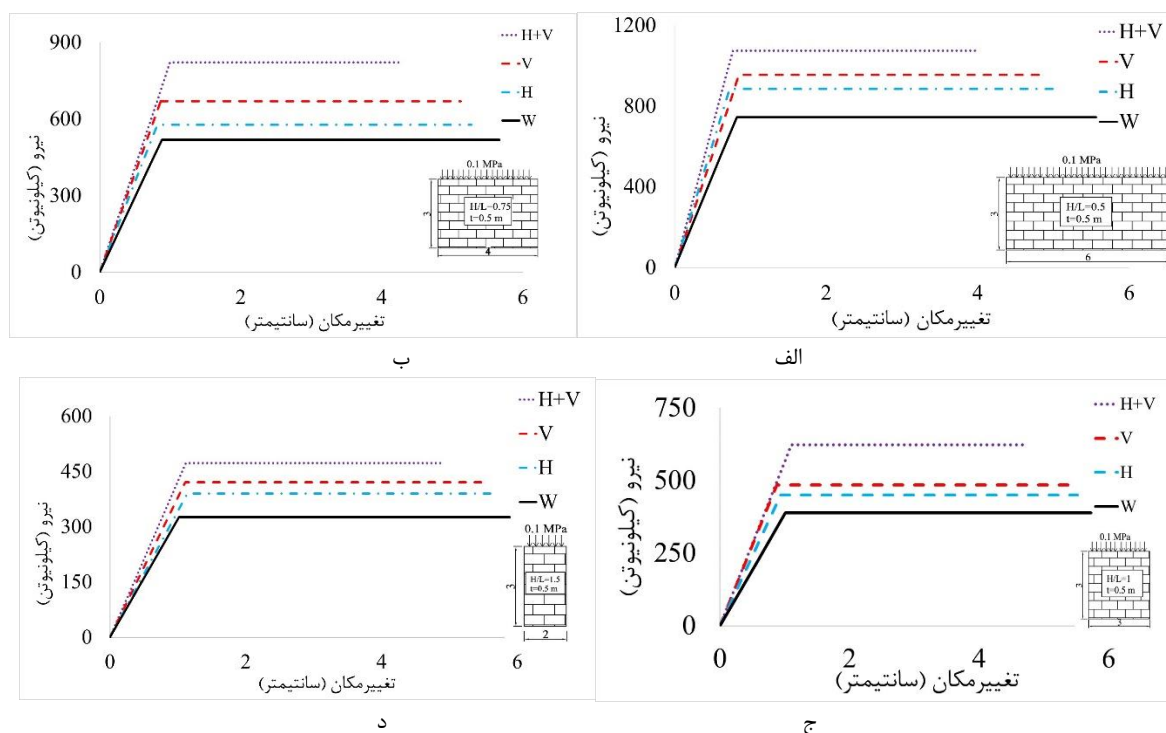 900
600
300
0
0
2
4
6
نیرو (کیلونیوتن)
تغییرمکان (سانتیمتر)
H+V
V
H
W
0.1 MPa
3
H/L=0.75
t=0.5 m
4
ب
1200
800
400
0
0
2
4
6
نیرو (کیلونیوتن)
تغییرمکان (سانتیمتر)
H+V
V
H
W
0.1 MPa
3
H/L=0.5
t=0.5 m
6
الف
600
450
300
150
0
0
2
4
6
نیرو (کیلونیوتن)
تغییرمکان (سانتیمتر)
H+V
V
H
W
0.1 MPa
3
H/L=1.5
t=0.5 m
2
د
750
500
250
0
0
2
4
6
نیرو (کیلونیوتن)
تغییرمکان (سانتیمتر)
H+V
V
H
W
0.1 MPa
3
H/L=1
t=0.5 m
3
ج